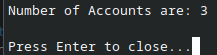 Number of Accounts are: 3
Press Enter to close...